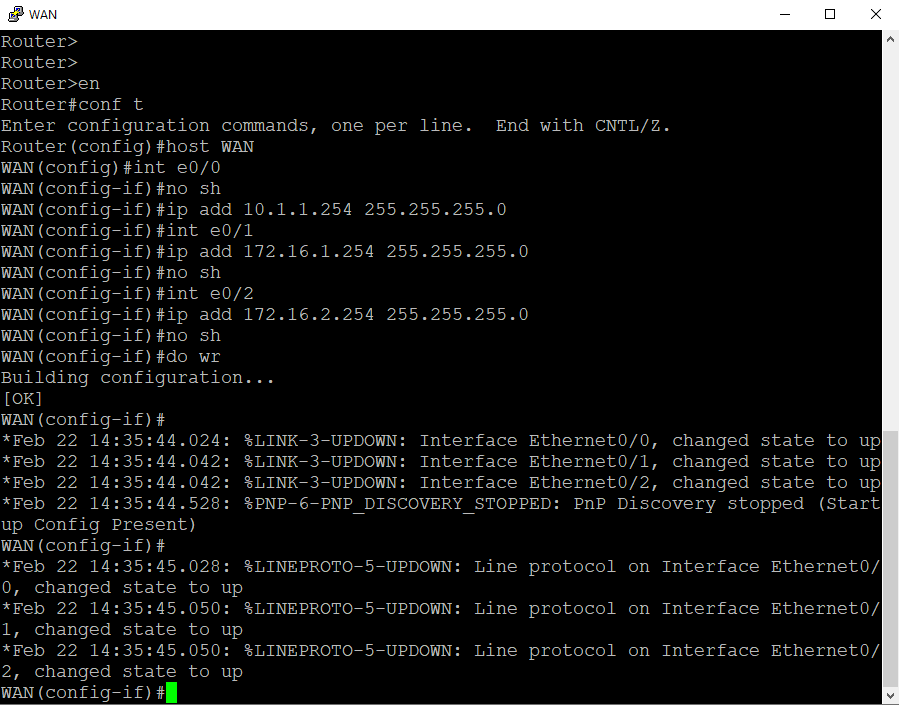 WAN
Router>
Router>
Router>en
Router#conf t
Enter configuration commands, one per line.  End with CNTL/Z.
Router(config)#host WAN
WAN(config)#int e0/0
WAN(config-if)#no sh
WAN(config-if)#ip add 10.1.1.254 255.255.255.0
WAN(config-if)#int e0/1
WAN(config-if)#ip add 172.16.1.254 255.255.255.0
WAN(config-if)#no sh
WAN(config-if)#int e0/2
WAN(config-if)#ip add 172.16.2.254 255.255.255.0
WAN(config-if)#no sh
WAN(config-if)#do wr
Building configuration...
[OK]
WAN(config-if)#
*Feb 22 14:35:44.024: %LINK-3-UPDOWN: Interface Ethernet0/0, changed state to up
*Feb 22 14:35:44.042: %LINK-3-UPDOWN: Interface Ethernet0/1, changed state to up
*Feb 22 14:35:44.042: %LINK-3-UPDOWN: Interface Ethernet0/2, changed state to up
*Feb 22 14:35:44.528: %PNP-6-PNP_DISCOVERY_STOPPED: PnP Discovery stopped (Start
up Config Present)
WAN(config-if)#
*Feb 22 14:35:45.028: %LINEPROTO-5-UPDOWN: Line protocol on Interface Ethernet0/
0, changed state to up
*Feb 22 14:35:45.050: %LINEPROTO-5-UPDOWN: Line protocol on Interface Ethernet0/
1, changed state to up
*Feb 22 14:35:45.050: %LINEPROTO-5-UPDOWN: Line protocol on Interface Ethernet0/
2, changed state to up
WAN(config-if)#